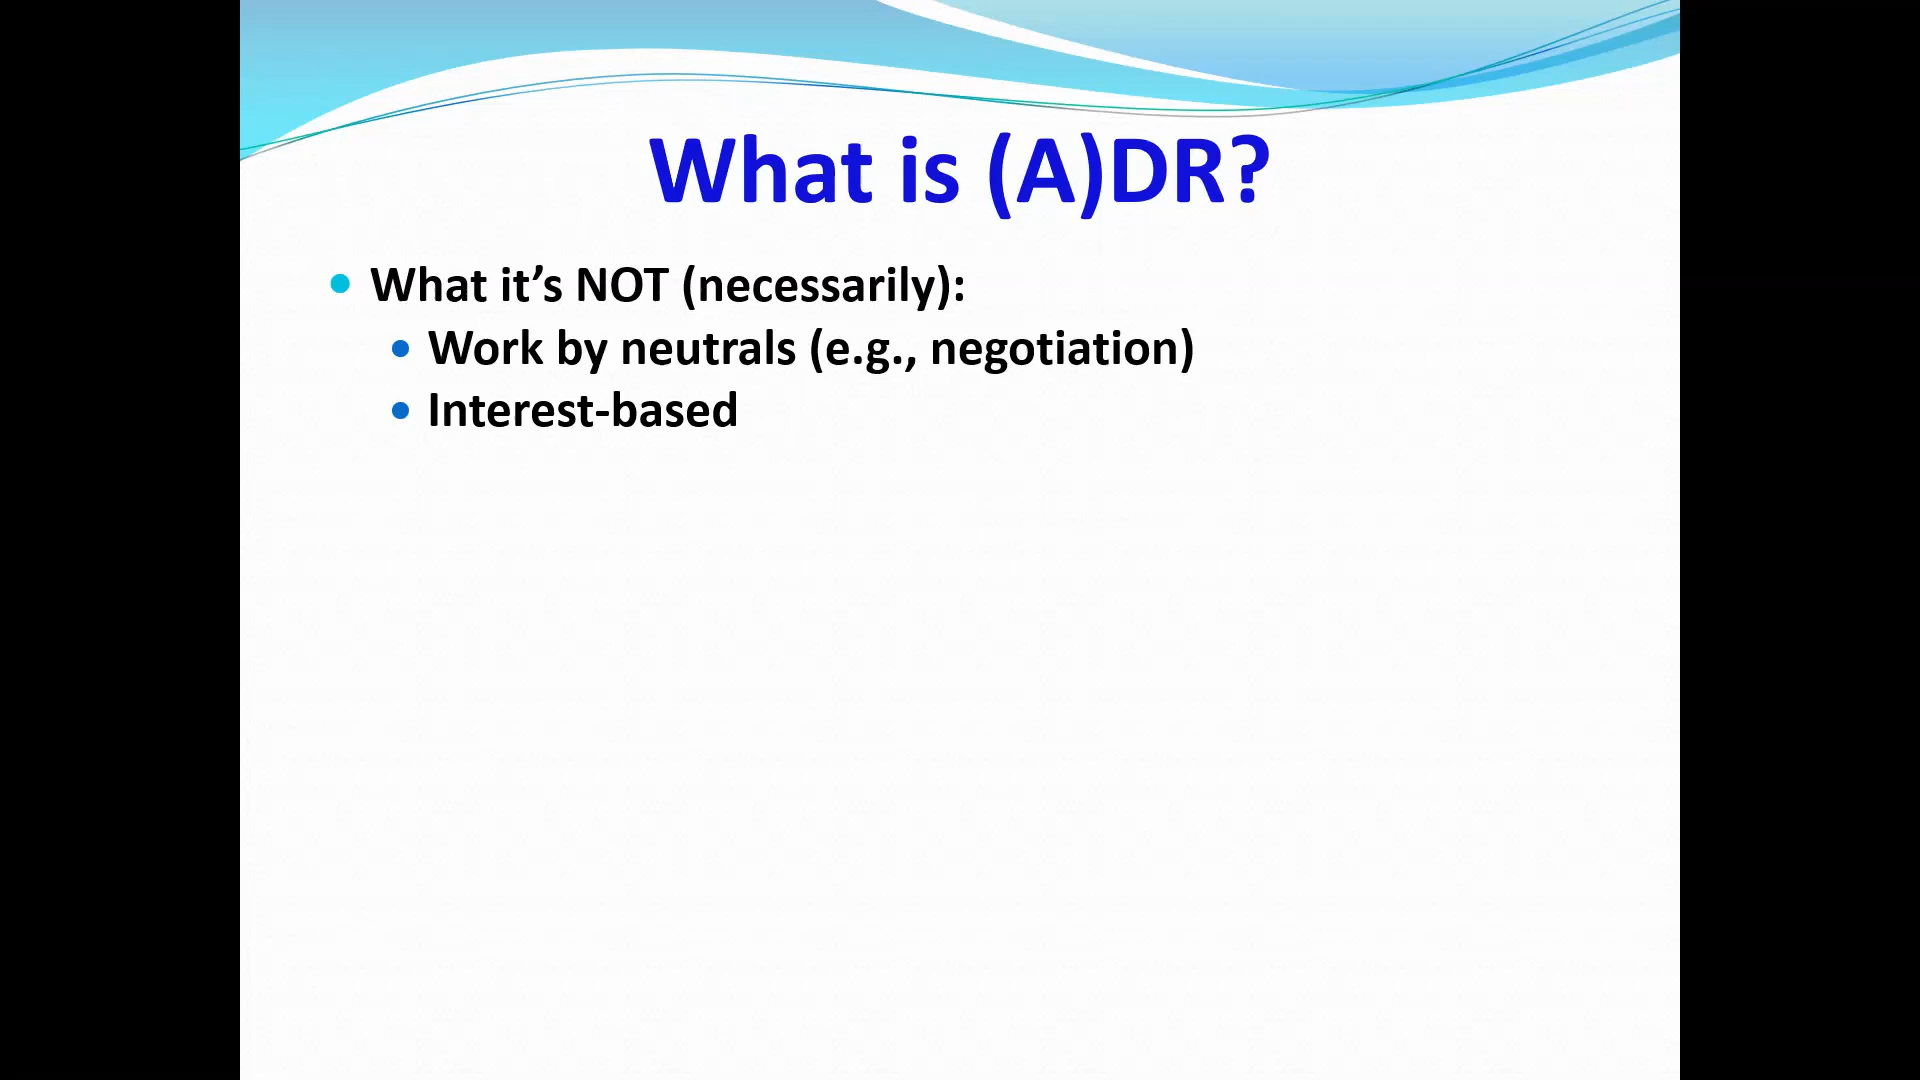 What is (A)DR?
What it’s NOT (necessarily):
Work by neutrals (e.g., negotiation)
Interest-based